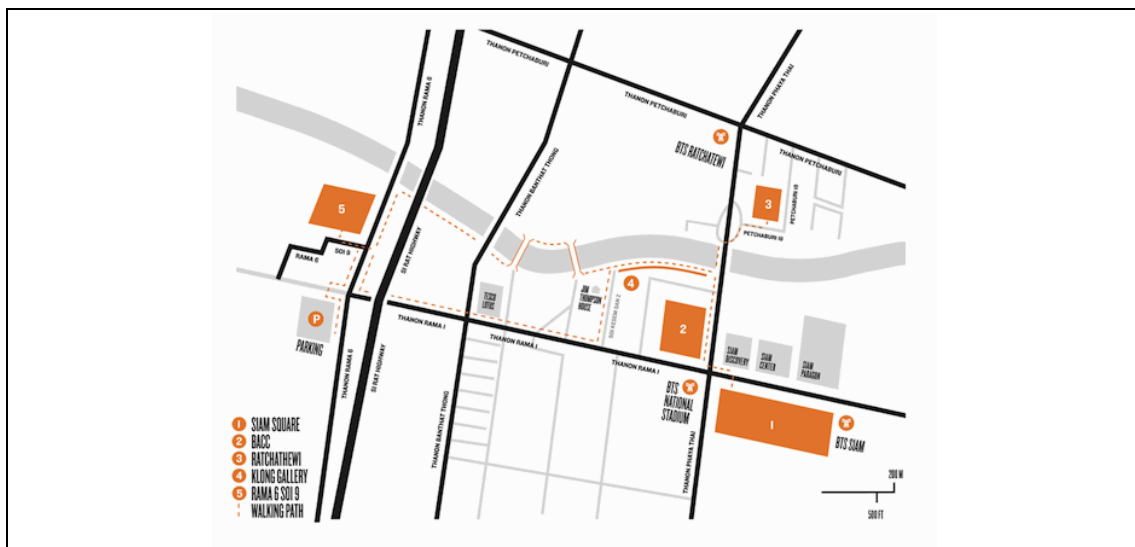 THANON PETCHABURI
THANON PHAYA THAI
THANON RAMA 6
THANON PETCHABURI
BTS RATCHATEWI
THANON PETCHABURI
THANON BANTHAT THONG
5
3
PETCHABURI 18
PETCHABURI 18
SOI 9
RAMA 6
SI RAT HIGHWAY
4
JIM
THOMPSON
HOUSE
SOI KASEM SAN 2
TESCO
LOTUS
P
PARKING
THANON RAMA I
THANON RAMA I
THANON RAMA I
2
SIAM
DISCOVERY
SIAM
CENTER
SIAM
PARAGON
THANON RAMA 6
SI RAT HIGHWAY
BTS
NATIONAL
STADIUM
1
BTS SIAM
THANON BANTHAT THONG
THANON PHAYA THAI
1 SIAM SQUARE
2 BACC
3 RATCHATHEWI
4 KLONG GALLERY
5 RAMA 6 SOI 9
WALKING PATH
200 M
500 FT